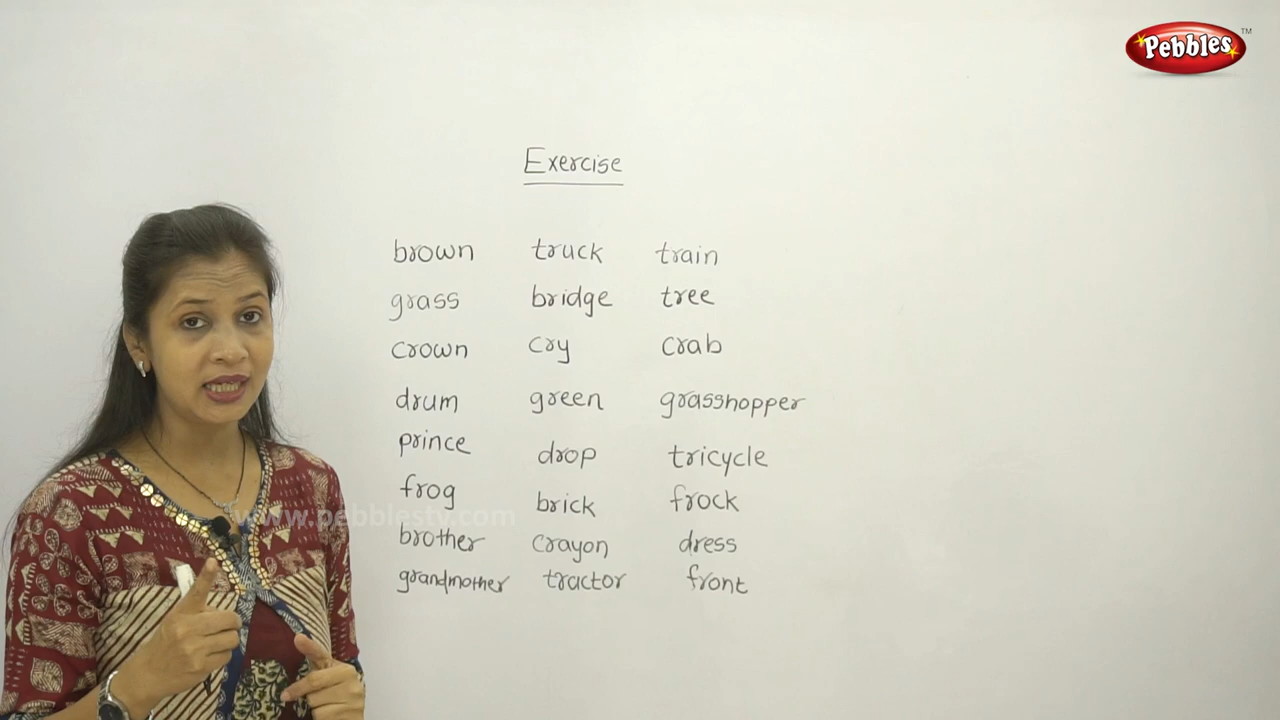 Pebbles™
Exercise
brown truck train
grass bridge tree
crown cry crab
drum green grasshopper
prince drop tricycle
frog brick frock
www.pebblestv.com
brother crayon dress
grandmother tractor front